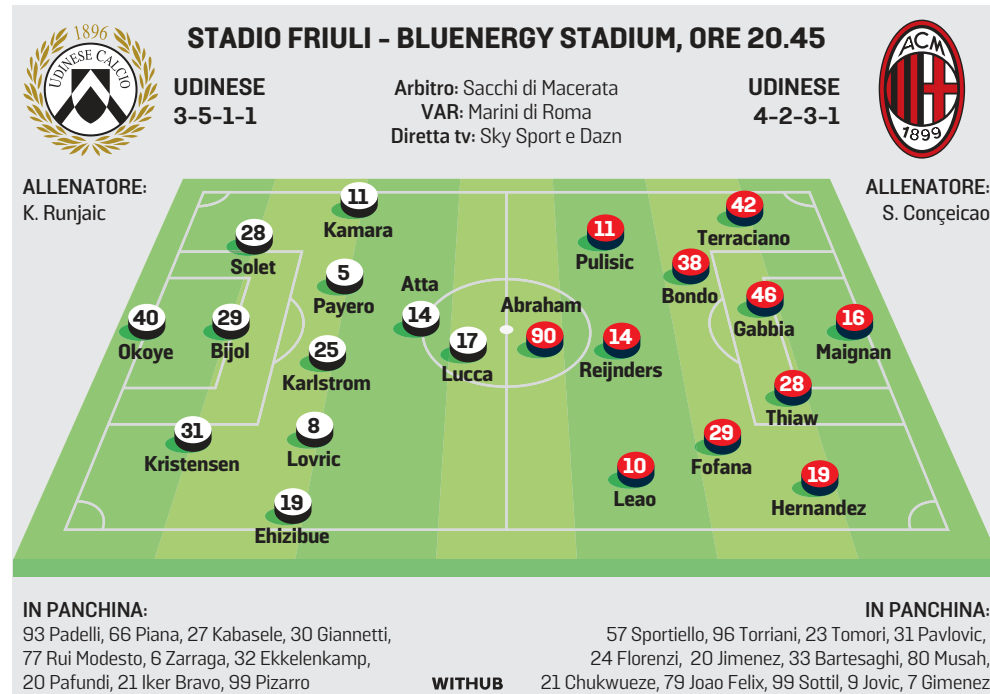 1896
UDINESE CALCIO
STADIO FRIULI - BLUENERGY STADIUM, ORE 20.45
UDINESE
3-5-1-1
Arbitro: Sacchi di Macerata
VAR: Marini di Roma
Diretta tv: Sky Sport e Dazn
UDINESE
4-2-3-1
ACM
1899
ALLENATORE:
K. Runjaic
ALLENATORE:
S. Conçeicao
11
Kamara
28
Solet
5
Payero
Atta
14
40
Okoye
29
Bijol
25
Karlstrom
17
Lucca
31
Kristensen
8
Lovric
19
Ehizibue
42
Terraciano
11
Pulisic
38
Bondo
46
Gabbia
Abraham
90
14
Reijnders
16
Maignan
28
Thiaw
29
Fofana
10
Leao
19
Hernandez
IN PANCHINA:
93 Padelli, 66 Piana, 27 Kabasele, 30 Giannetti,
77 Rui Modesto, 6 Zarraga, 32 Ekkelenkamp,
20 Pafundi, 21 Iker Bravo, 99 Pizarro
WITHUB
IN PANCHINA:
57 Sportiello, 96 Torriani, 23 Tomori, 31 Pavlovic,
24 Florenzi, 20 Jimenez, 33 Bartesaghi, 80 Musah,
21 Chukwueze, 79 Joao Felix, 99 Sottil, 9 Jovic, 7 Gimenez